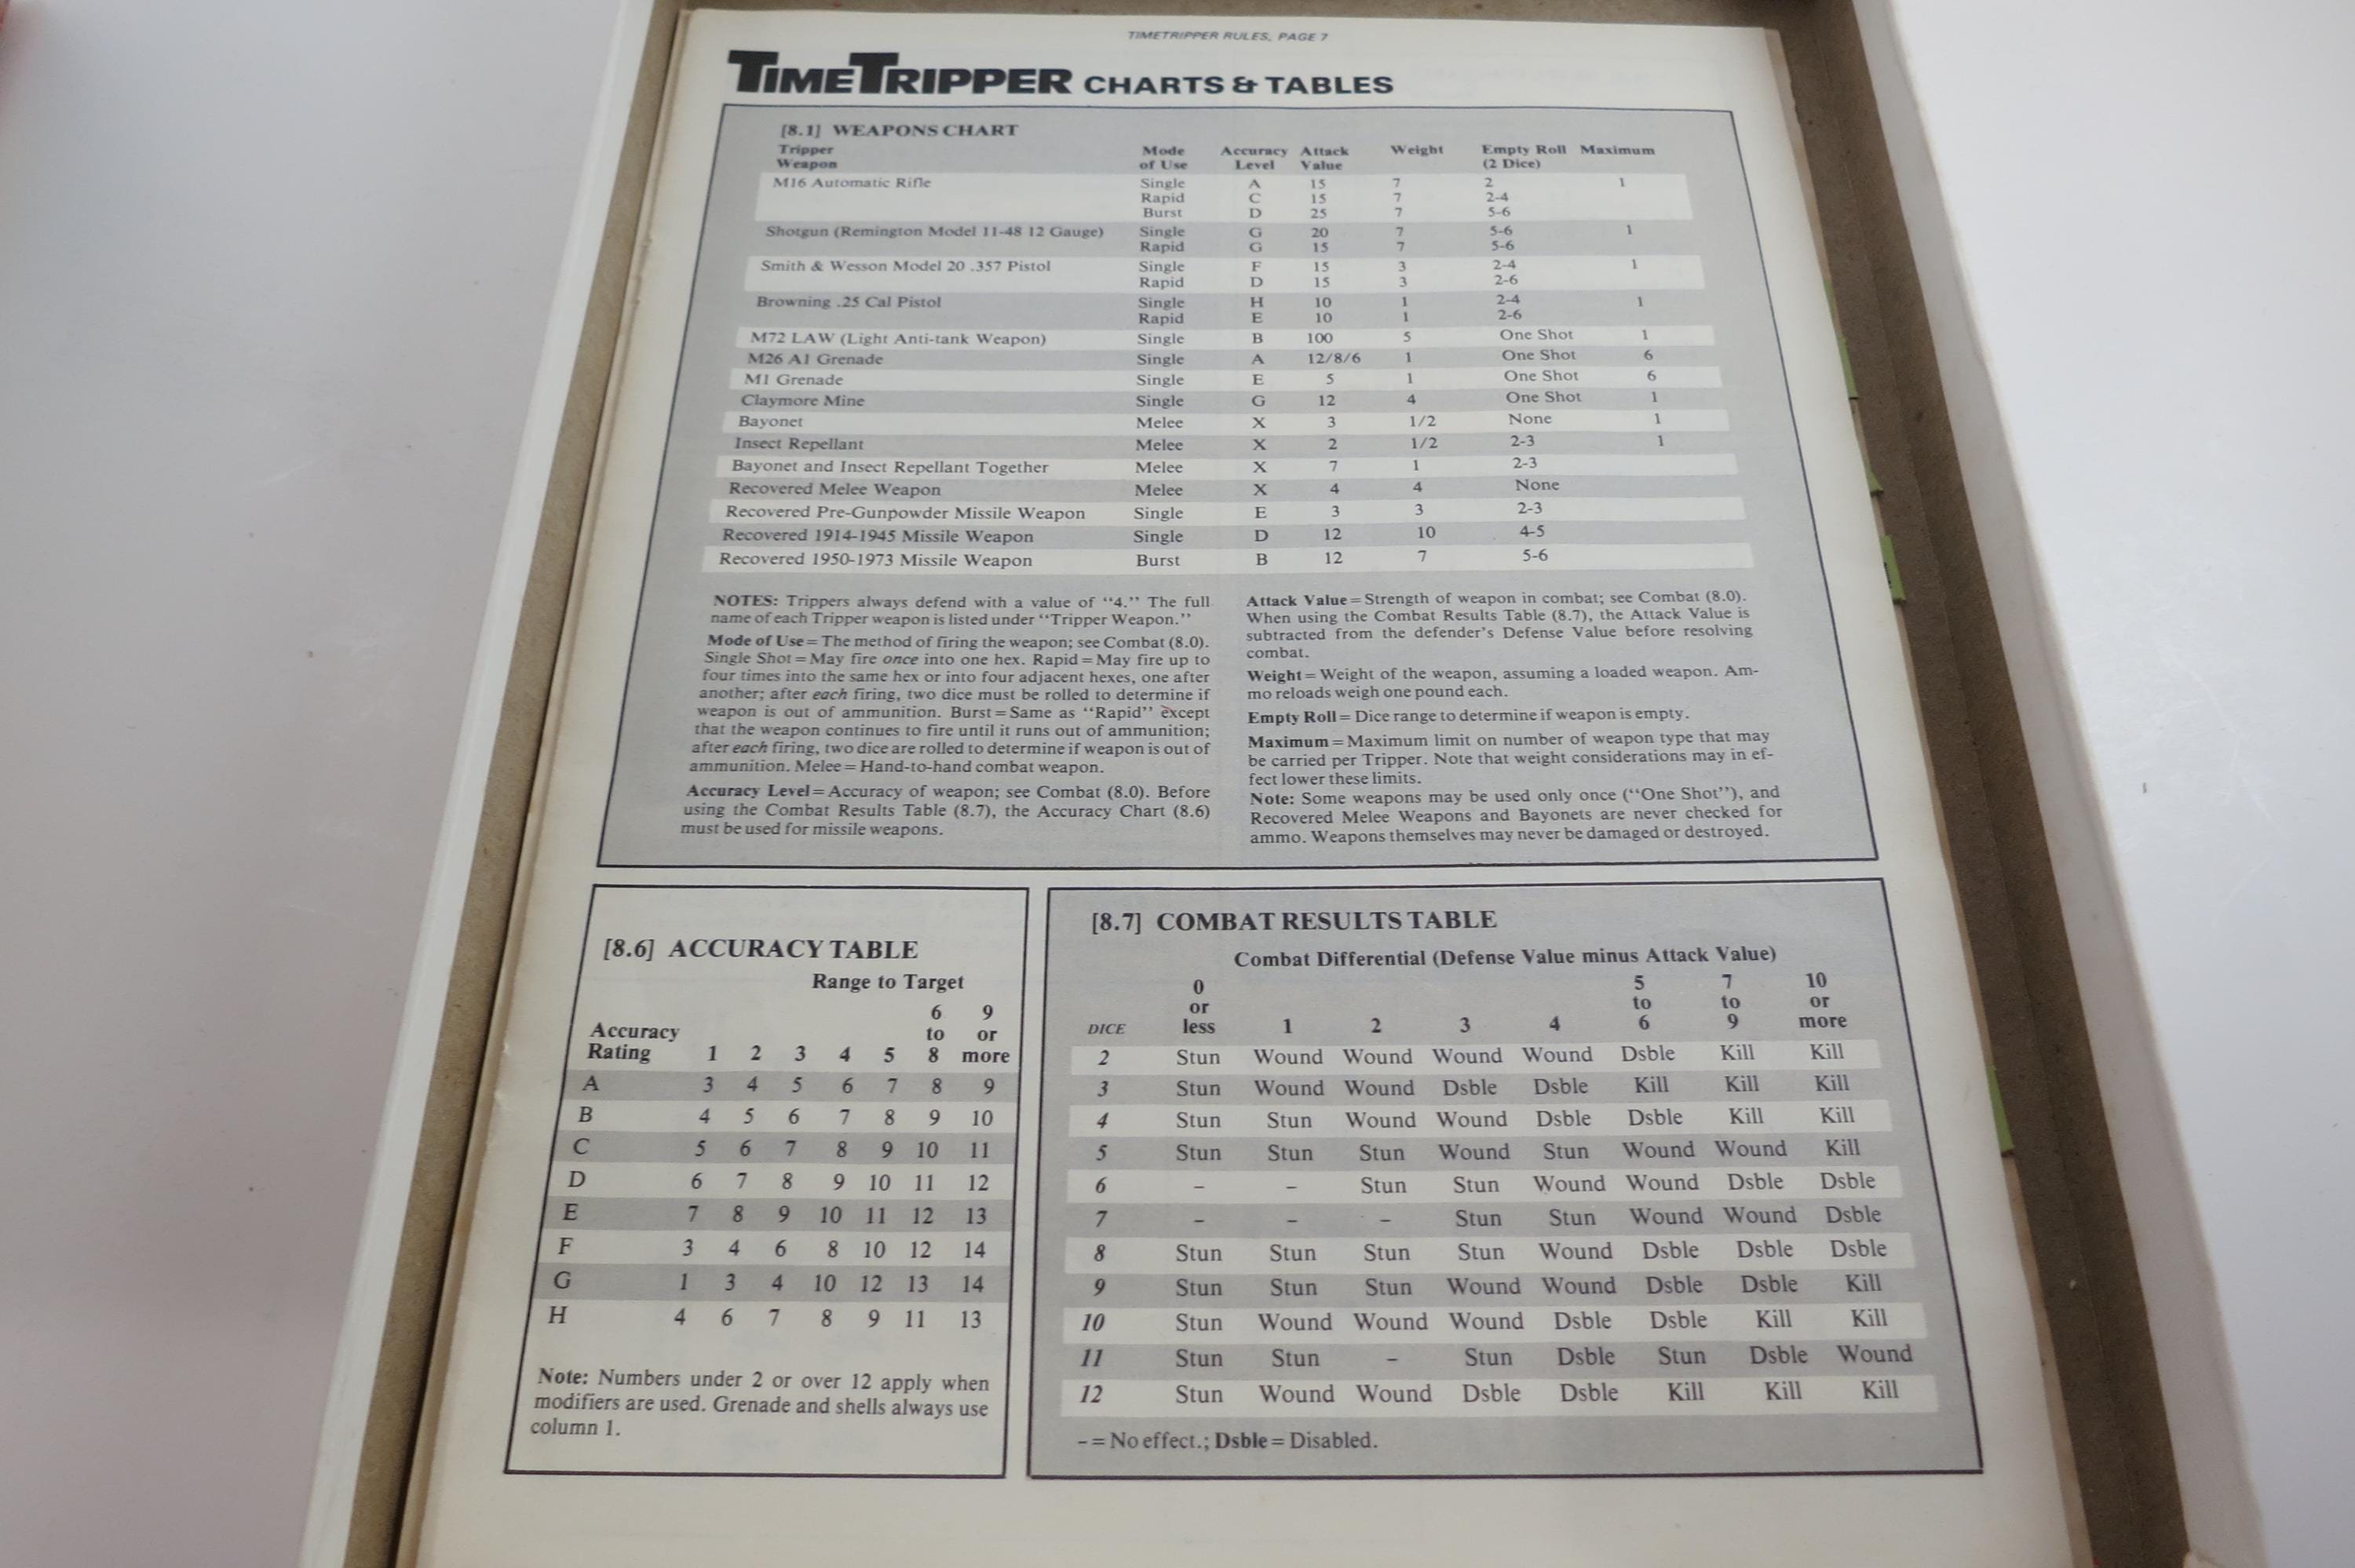 TIMETRIPPER RULES, PAGE 7
TIMETRIPPER CHARTS & TABLES
[8.1] WEAPONS CHART
Tripper Weapon Mode of Use Accuracy Level Attack Value Weight Empty Roll (2 Dice) Maximum
M16 Automatic Rifle Single A 15 7 2 1
Rapid C 15 7 2-4
Burst D 25 7 5-6
Shotgun (Remington Model 11-48 12 Gauge) Single G 20 7 5-6 1
Rapid G 15 7 5-6
Smith & Wesson Model 20 .357 Pistol Single F 15 3 2-4 1
Rapid D 15 3 2-6
Browning .25 Cal Pistol Single H 10 1 2-4 1
Rapid E 10 1 2-6
M72 LAW (Light Anti-tank Weapon) Single B 100 5 One Shot 1
M26 A1 Grenade Single A 12/8/6 1 One Shot 6
M1 Grenade Single E 5 1 One Shot 6
Claymore Mine Single G 12 4 One Shot 1
Bayonet Melee X 3 1/2 None 1
Insect Repellant Melee X 2 1/2 2-3 1
Bayonet and Insect Repellant Together Melee X 7 1 2-3
Recovered Melee Weapon Melee X 4 4 None
Recovered Pre-Gunpowder Missile Weapon Single E 3 3 2-3
Recovered 1914-1945 Missile Weapon Single D 12 10 4-5
Recovered 1950-1973 Missile Weapon Burst B 12 7 5-6
NOTES: Trippers always defend with a value of “4.” The full
name of each Tripper weapon is listed under “Tripper Weapon.”
Mode of Use = The method of firing the weapon; see Combat (8.0).
Single Shot = May fire once into one hex. Rapid = May fire up to
four times into the same hex or into four adjacent hexes, one after
another; after each firing, two dice must be rolled to determine if
weapon is out of ammunition. Burst = Same as “Rapid” except
that the weapon continues to fire until it runs out of ammunition;
after each firing, two dice are rolled to determine if weapon is out of
ammunition. Melee = Hand-to-hand combat weapon.
Accuracy Level = Accuracy of weapon; see Combat (8.0). Before
using the Combat Results Table (8.7), the Accuracy Chart (8.6)
must be used for missile weapons.
Attack Value = Strength of weapon in combat; see Combat (8.0).
When using the Combat Results Table (8.7), the Attack Value is
subtracted from the defender's Defense Value before resolving
combat.
Weight = Weight of the weapon, assuming a loaded weapon. Am-
mo reloads weigh one pound each.
Empty Roll = Dice range to determine if weapon is empty.
Maximum = Maximum limit on number of weapon type that may
be carried per Tripper. Note that weight considerations may in ef-
fect lower these limits.
Note: Some weapons may be used only once (“One Shot”), and
Recovered Melee Weapons and Bayonets are never checked for
ammo. Weapons themselves may never be damaged or destroyed.
[8.6] ACCURACY TABLE
Range to Target
Accuracy Rating 1 2 3 4 5 6 to 8 9 or more
A 3 4 5 6 7 8 9
B 4 5 6 7 8 9 10
C 5 6 7 8 9 10 11
D 6 7 8 9 10 11 12
E 7 8 9 10 11 12 13
F 3 4 6 8 10 12 14
G 1 3 4 10 12 13 14
H 4 6 7 8 9 11 13
Note: Numbers under 2 or over 12 apply when
modifiers are used. Grenade and shells always use
column 1.
[8.7] COMBAT RESULTS TABLE
Combat Differential (Defense Value minus Attack Value)
DICE 0 or less 1 2 3 4 5 to 6 7 to 9 10 or more
2 Stun Wound Wound Wound Wound Dsble Kill Kill
3 Stun Wound Wound Dsble Dsble Kill Kill Kill
4 Stun Stun Wound Wound Dsble Dsble Kill Kill
5 Stun Stun Stun Wound Stun Wound Wound Kill
6 – – Stun Stun Wound Wound Dsble Dsble
7 – – – Stun Stun Wound Wound Dsble
8 Stun Stun Stun Stun Wound Dsble Dsble Dsble
9 Stun Stun Stun Wound Wound Dsble Dsble Kill
10 Stun Wound Wound Wound Dsble Dsble Kill Kill
11 Stun Stun – Stun Dsble Stun Dsble Wound
12 Stun Wound Wound Dsble Dsble Kill Kill Kill
– = No effect.; Dsble = Disabled.